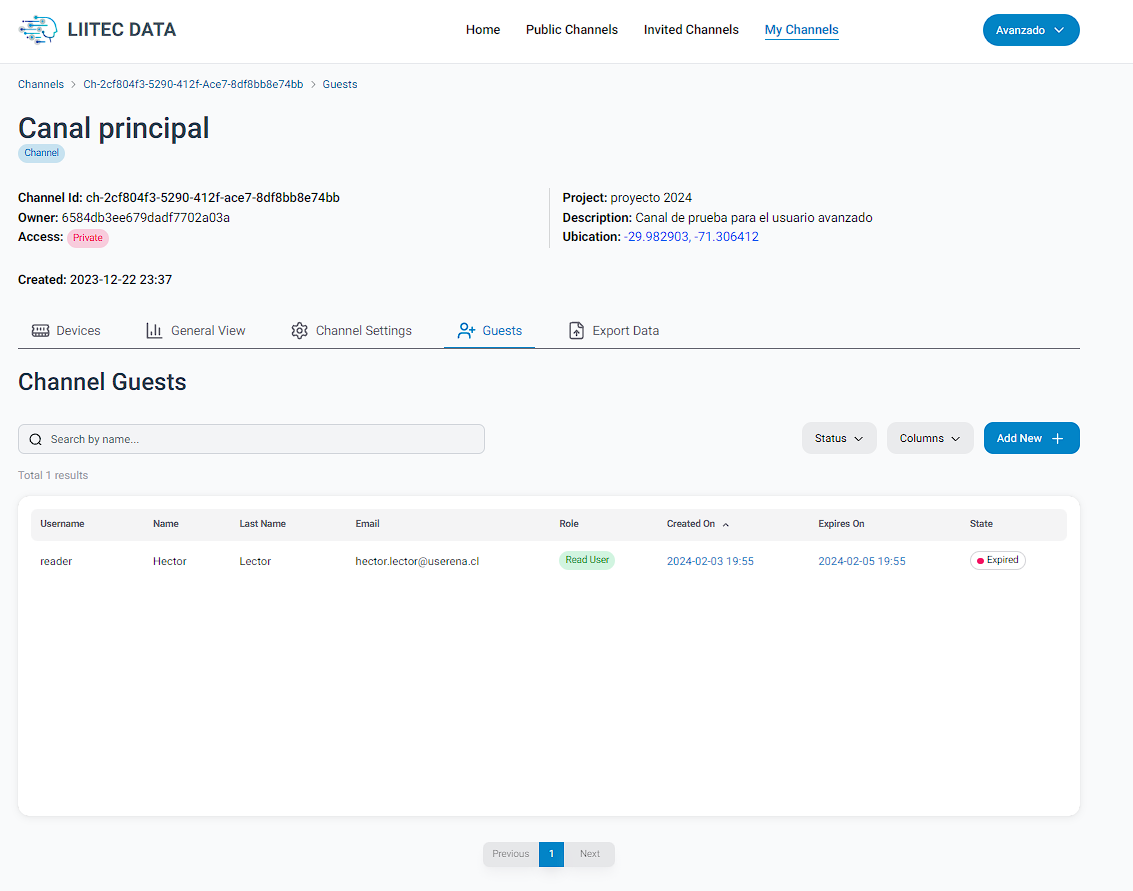 LIITEC DATA
Home Public Channels Invited Channels My Channels
Avanzado
Channels > Ch-2cf804f3-5290-412f-Ace7-8df8bb8e74bb > Guests
Canal principal
Channel
Channel Id: ch-2cf804f3-5290-412f-ace7-8df8bb8e74bb
Owner: 6584db3ee679dadf7702a03a
Access: Private
Created: 2023-12-22 23:37
Project: proyecto 2024
Description: Canal de prueba para el usuario avanzado
Ubication: -29.982903, -71.306412
Devices General View Channel Settings Guests Export Data
Channel Guests
Search by name...
Status Columns Add New +
Total 1 results
Username Name Last Name Email Role Created On Expires On State
reader Hector Lector hector.lector@userena.cl Read User 2024-02-03 19:55 2024-02-05 19:55 Expired
Previous 1 Next